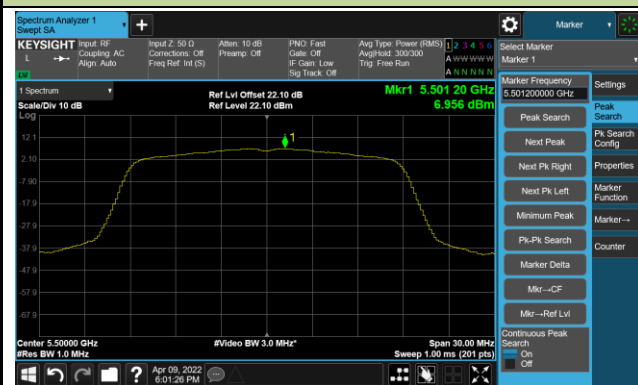 Spectrum Analyzer 1
Swept SA
+
Marker
KEYSIGHT
L
LXI
Input: RF
Coupling: AC
Align: Auto
Input Z: 50 Ω
Corrections: Off
Freq Ref: Int (S)
Atten: 10 dB
Preamp: Off
PNO: Fast
Gate: Off
IF Gain: Low
Sig Track: Off
Avg Type: Power (RMS)
Avg|Hold: 300/300
Trig: Free Run
1 2 3 4 5 6
A W W W W W
A N N N N N
Select Marker
Marker 1
1 Spectrum
Scale/Div 10 dB
Log
Ref Lvl Offset 22.10 dB
Ref Level 22.10 dBm
Mkr1 5.501 20 GHz
6.956 dBm
1
12.1
2.10
-7.90
-17.9
-27.9
-37.9
-47.9
-57.9
-67.9
Center 5.50000 GHz
#Res BW 1.0 MHz
#Video BW 3.0 MHz*
Span 30.00 MHz
Sweep 1.00 ms (201 pts)
Marker Frequency
5.501200000 GHz
Peak Search
Next Peak
Next Pk Right
Next Pk Left
Minimum Peak
Pk-Pk Search
Marker Delta
Mkr→CF
Mkr→Ref Lvl
Continuous Peak
Search
On
Off
Settings
Peak
Search
Pk Search
Config
Properties
Marker
Function
Marker→
Counter
?
Apr 09, 2022
6:01:26 PM